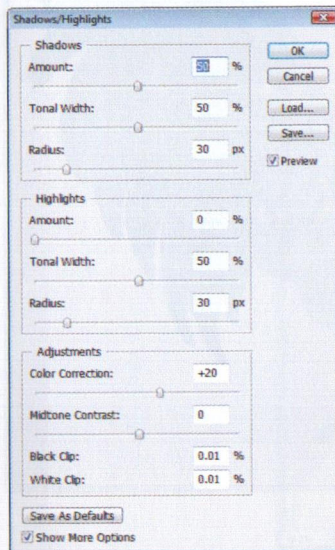 Shadows/Highlights
Shadows
Amount: 50 %
Tonal Width: 50 %
Radius: 30 px
Highlights
Amount: 0 %
Tonal Width: 50 %
Radius: 30 px
Adjustments
Color Correction: +20
Midtone Contrast: 0
Black Clip: 0.01 %
White Clip: 0.01 %
Save As Defaults
Show More Options
OK
Cancel
Load...
Save...
Preview